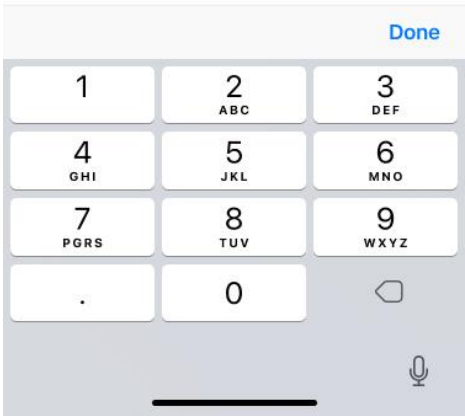 Done
1 2 3
ABC DEF
4 5 6
GHI JKL MNO
7 8 9
PGRS TUV WXYZ
. 0